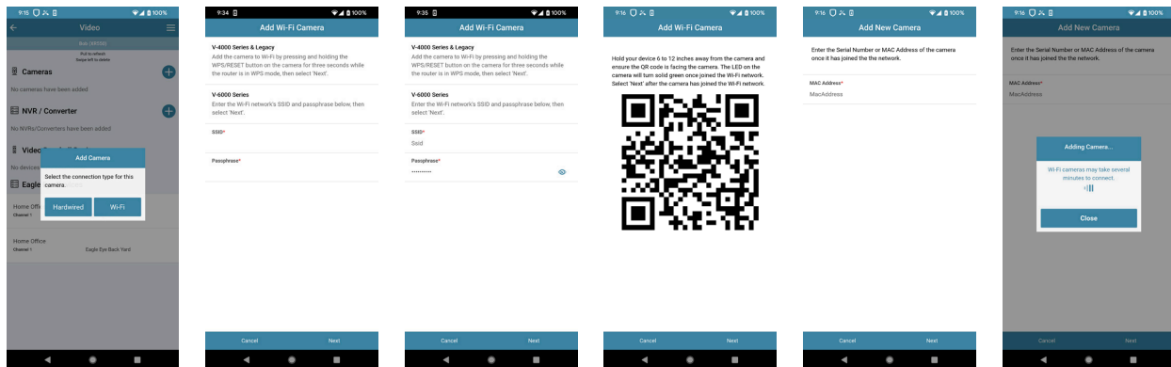 9:15
100%
Video
Pull to refresh
Swipe left to delete
Cameras
No cameras have been added
NVR / Converter
No NVRs/Converters have been added
Video
No devices
Eagle
Home Office
Channel 1
Home Office
Channel 1
Eagle Eye Back Yard
Add Camera
Select the connection type for this
camera.
Hardwired
Wi-Fi
9:34
100%
Add Wi-Fi Camera
V-4000 Series & Legacy
Add the camera to Wi-Fi by pressing and holding the
WPS/RESET button on the camera for three seconds while
the router is in WPS mode, then select 'Next'.
V-6000 Series
Enter the Wi-Fi network's SSID and passphrase below, then
select 'Next'.
SSID*
Passphrase*
Cancel
Next
9:35
100%
Add Wi-Fi Camera
V-4000 Series & Legacy
Add the camera to Wi-Fi by pressing and holding the
WPS/RESET button on the camera for three seconds while
the router is in WPS mode, then select 'Next'.
V-6000 Series
Enter the Wi-Fi network's SSID and passphrase below, then
select 'Next'.
SSID*
Ssid
Passphrase*
Cancel
Next
9:16
100%
Add Wi-Fi Camera
Hold your device 6 to 12 inches away from the camera and
ensure the QR code is facing the camera. The LED on the
camera will turn solid green once joined the Wi-Fi network.
Select 'Next' after the camera has joined the Wi-Fi network.
Cancel
Next
9:16
100%
Add New Camera
Enter the Serial Number or MAC Address of the camera
once it has joined the the network.
MAC Address*
MacAddress
Cancel
Next
9:16
100%
Add New Camera
Enter the Serial Number or MAC Address of the camera
once it has joined the the network.
MAC Address*
MacAddress
Adding Camera...
Wi-Fi cameras may take several
minutes to connect.
Close
Cancel
Next